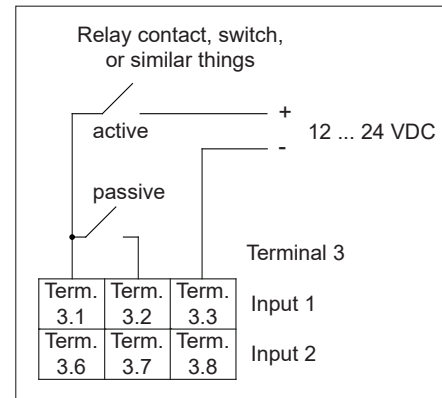 Relay contact, switch,
or similar things
+
active
12 ... 24 VDC
-
passive
Terminal 3
Term. Term. Term.
3.1 3.2 3.3
Input 1
Term. Term. Term.
3.6 3.7 3.8
Input 2